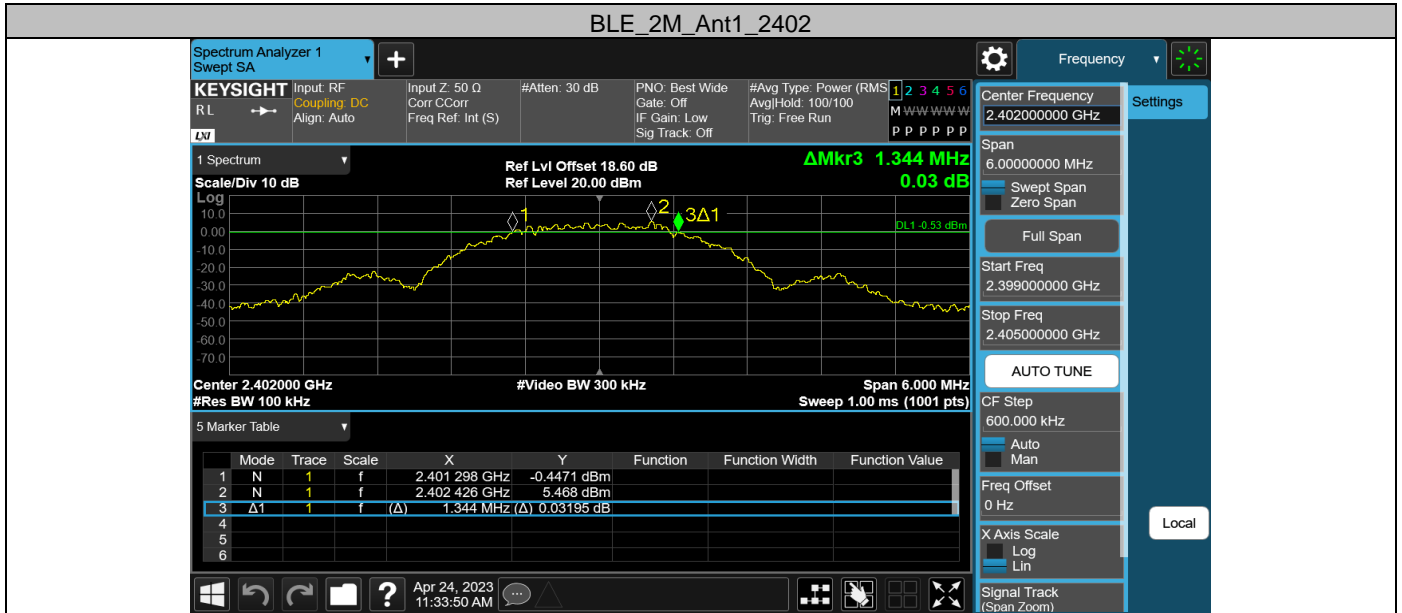 BLE_2M_Ant1_2402
Spectrum Analyzer 1
Swept SA
+
Frequency
KEYSIGHT
RL
LXI
Input: RF
Coupling: DC
Align: Auto
Input Z: 50 Ω
Corr CCorr
Freq Ref: Int (S)
#Atten: 30 dB
PNO: Best Wide
Gate: Off
IF Gain: Low
Sig Track: Off
#Avg Type: Power (RMS
Avg|Hold: 100/100
Trig: Free Run
1 2 3 4 5 6
M W W W W W
P P P P P P
1 Spectrum
Scale/Div 10 dB
Ref Lvl Offset 18.60 dB
Ref Level 20.00 dBm
ΔMkr3 1.344 MHz
0.03 dB
Log
10.0
0.00
-10.0
-20.0
-30.0
-40.0
-50.0
-60.0
-70.0
1
2
3Δ1
DL1 -0.53 dBm
Center 2.402000 GHz
#Video BW 300 kHz
Span 6.000 MHz
#Res BW 100 kHz
Sweep 1.00 ms (1001 pts)
5 Marker Table
Mode Trace Scale X Y Function Function Width Function Value
1 N 1 f 2.401 298 GHz -0.4471 dBm
2 N 1 f 2.402 426 GHz 5.468 dBm
3 Δ1 1 f (Δ) 1.344 MHz (Δ) 0.03195 dB
4
5
6
?
Apr 24, 2023
11:33:50 AM
Center Frequency
2.402000000 GHz
Span
6.00000000 MHz
Swept Span
Zero Span
Full Span
Start Freq
2.399000000 GHz
Stop Freq
2.405000000 GHz
AUTO TUNE
CF Step
600.000 kHz
Auto
Man
Freq Offset
0 Hz
X Axis Scale
Log
Lin
Signal Track
(Span Zoom)
Settings
Local